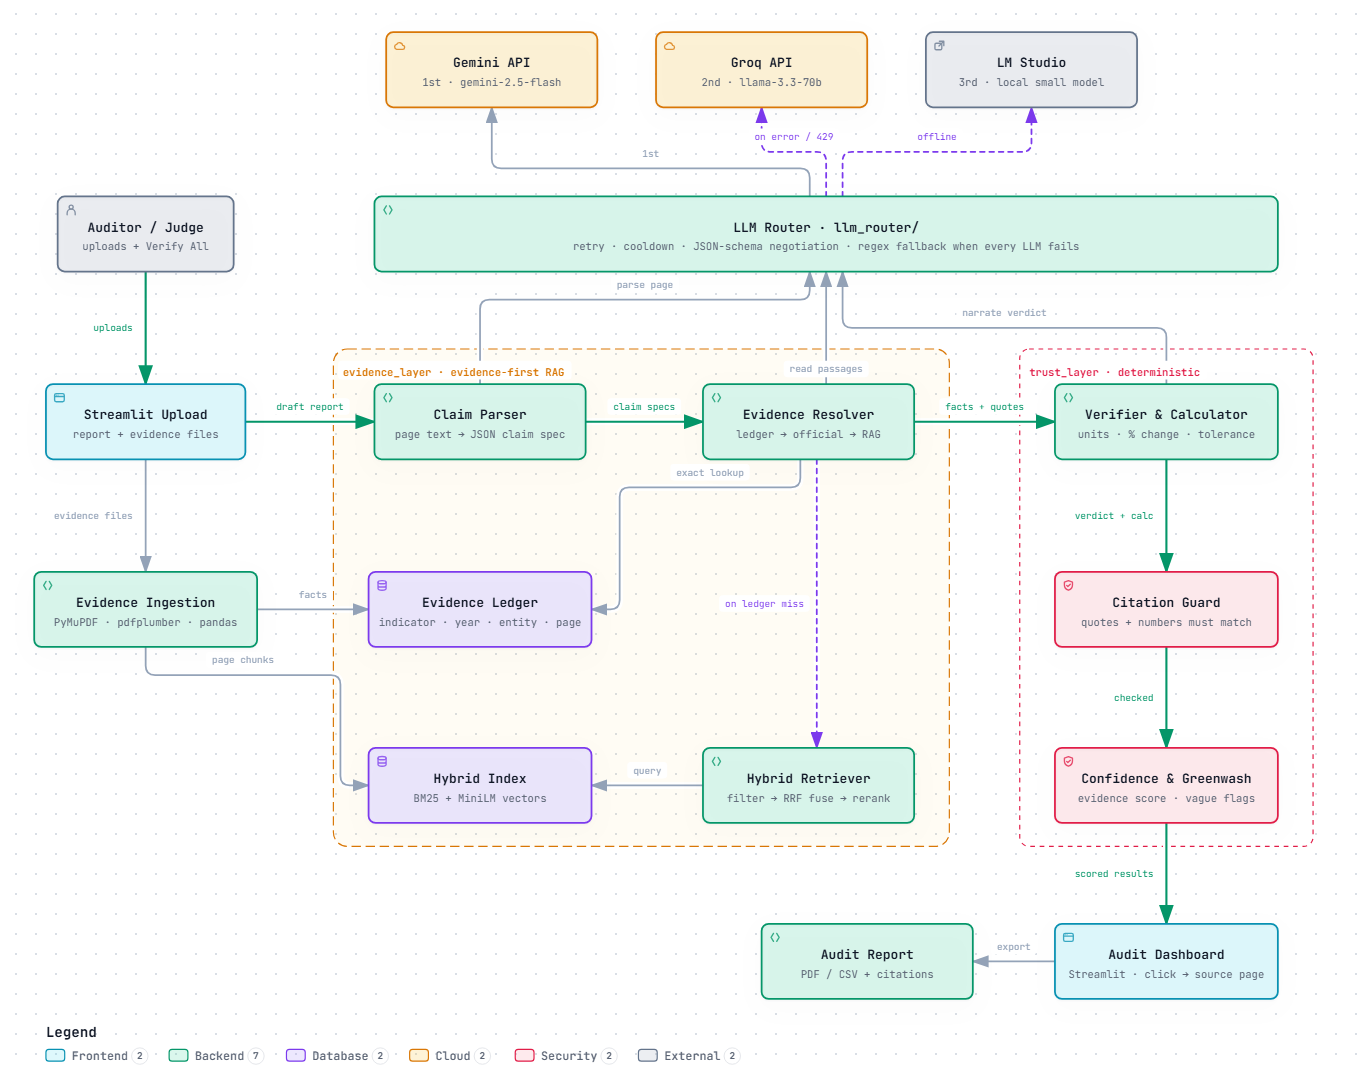 Gemini API
1st · gemini-2.5-flash
Groq API
2nd · llama-3.3-70b
LM Studio
3rd · local small model
on error / 429
offline
1st
Auditor / Judge
uploads + Verify All
LLM Router · llm_router/
retry · cooldown · JSON-schema negotiation · regex fallback when every LLM fails
parse page
narrate verdict
uploads
read passages
evidence_layer · evidence-first RAG
trust_layer · deterministic
Streamlit Upload
report + evidence files
draft report
Claim Parser
page text → JSON claim spec
claim specs
Evidence Resolver
ledger → official → RAG
facts + quotes
Verifier & Calculator
units · % change · tolerance
exact lookup
evidence files
verdict + calc
Evidence Ingestion
PyMuPDF · pdfplumber · pandas
facts
Evidence Ledger
indicator · year · entity · page
on ledger miss
Citation Guard
quotes + numbers must match
page chunks
checked
Hybrid Index
BM25 + MiniLM vectors
query
Hybrid Retriever
filter → RRF fuse → rerank
Confidence & Greenwash
evidence score · vague flags
scored results
Audit Report
PDF / CSV + citations
export
Audit Dashboard
Streamlit · click → source page
Legend
Frontend 2
Backend 7
Database 2
Cloud 2
Security 2
External 2